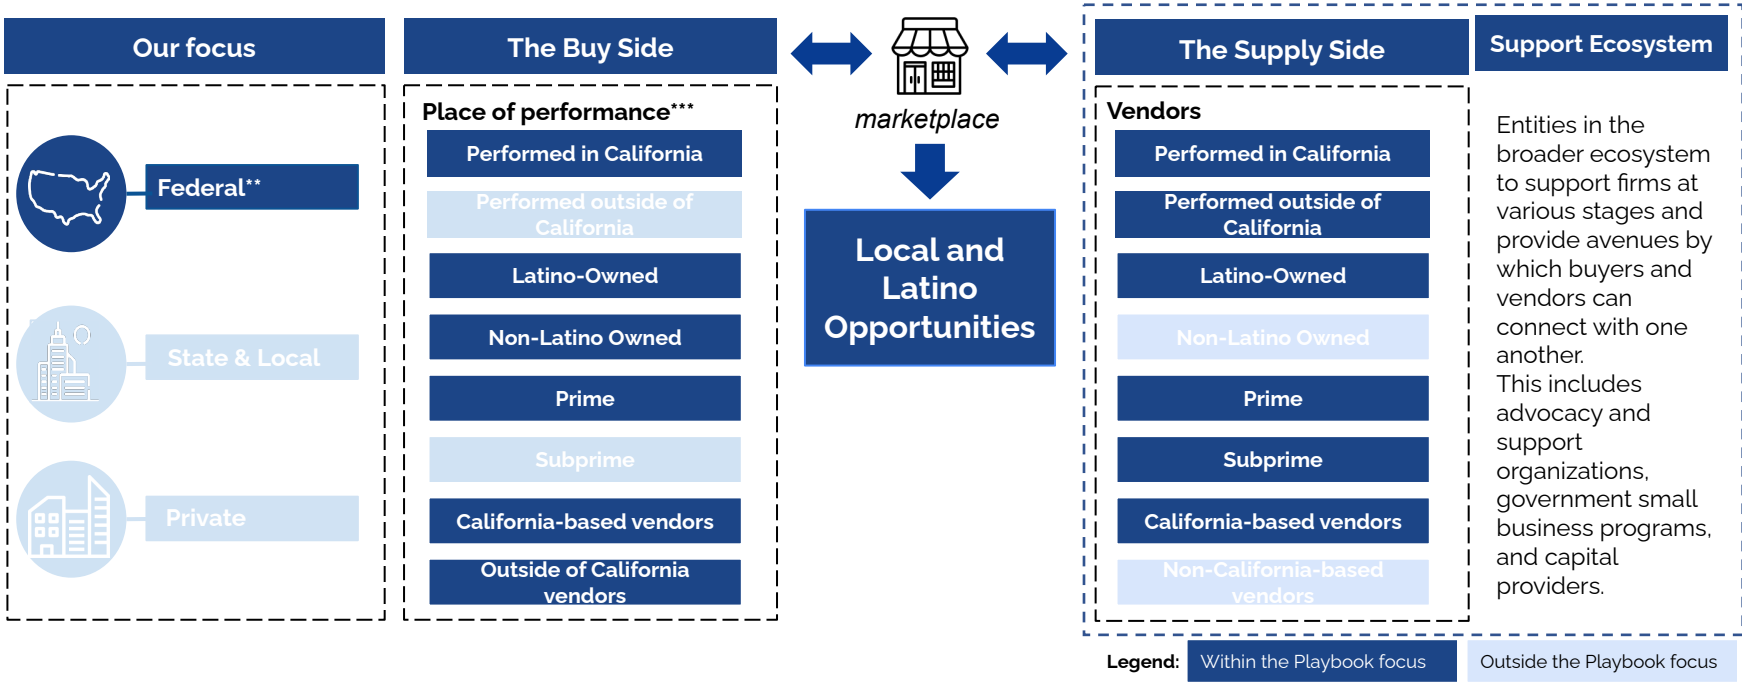 Our focus
Federal**
State & Local
Private
The Buy Side
Place of performance***
Performed in California
Performed outside of
California
Latino-Owned
Non-Latino Owned
Prime
Subprime
California-based vendors
Outside of California
vendors
marketplace
Local and
Latino
Opportunities
The Supply Side
Vendors
Performed in California
Performed outside of
California
Latino-Owned
Non-Latino Owned
Prime
Subprime
California-based vendors
Non-California-based
vendors
Support Ecosystem
Entities in the
broader ecosystem
to support firms at
various stages and
provide avenues by
which buyers and
vendors can
connect with one
another.
This includes
advocacy and
support
organizations,
government small
business programs,
and capital
providers.
Legend:
Within the Playbook focus
Outside the Playbook focus